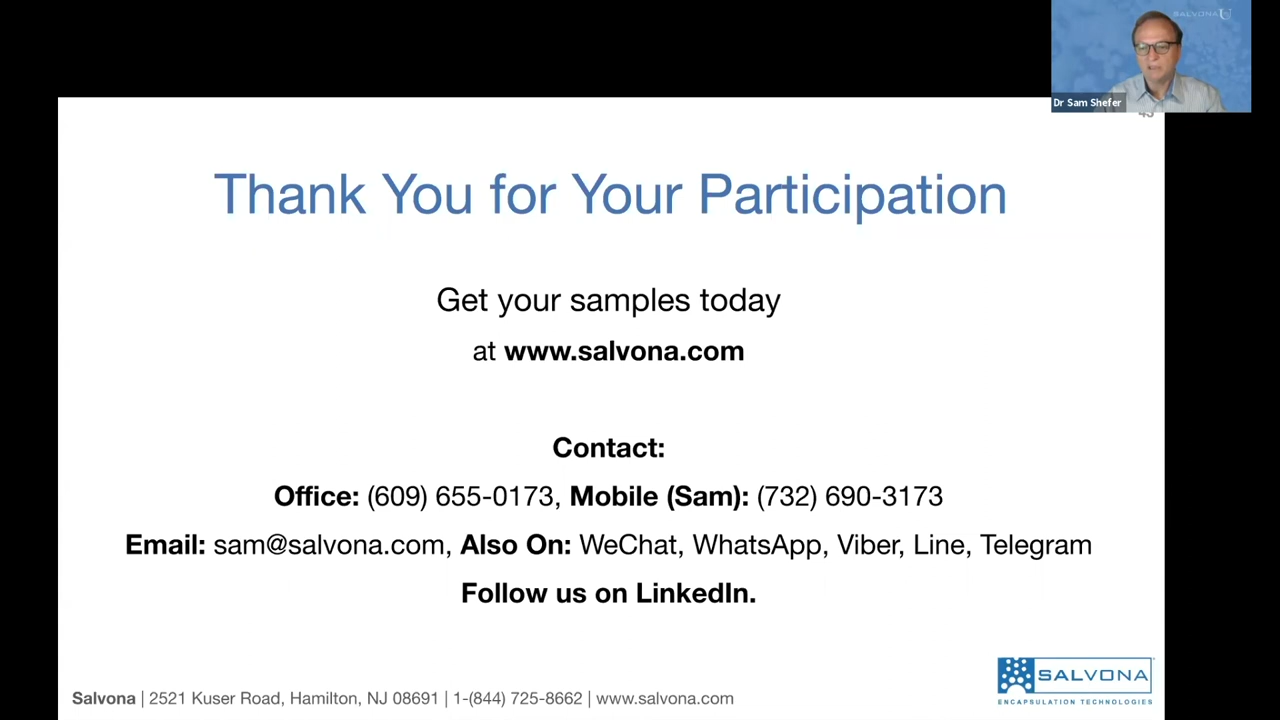 SALVONA U
Dr Sam Shefer
Thank You for Your Participation
Get your samples today
at www.salvona.com
Contact:
Office: (609) 655-0173, Mobile (Sam): (732) 690-3173
Email: sam@salvona.com, Also On: WeChat, WhatsApp, Viber, Line, Telegram
Follow us on LinkedIn.
Salvona | 2521 Kuser Road, Hamilton, NJ 08691 | 1-(844) 725-8662 | www.salvona.com
SALVONA
ENCAPSULATION TECHNOLOGIES